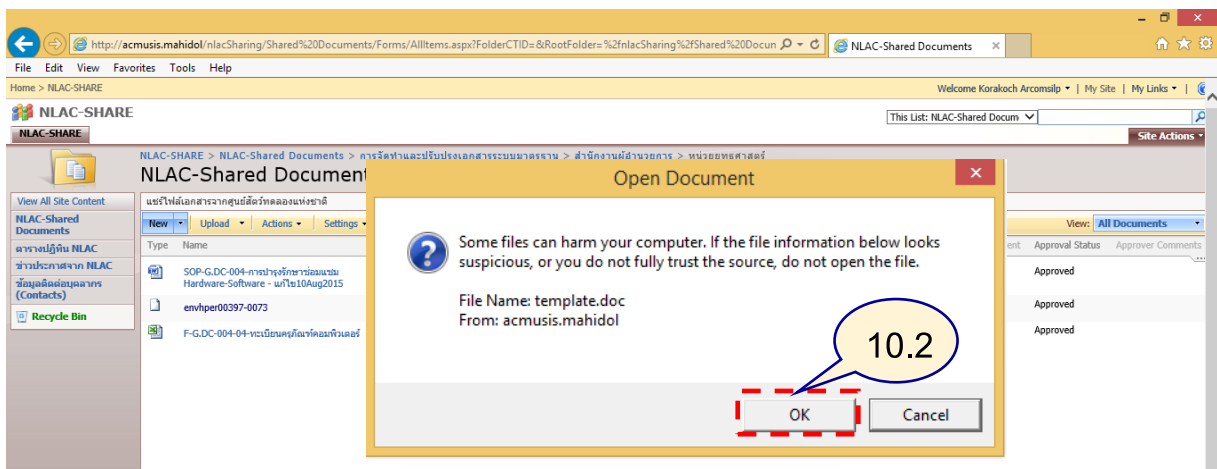 http://acmusis.mahidol/nlacSharing/Shared%20Documents/Forms/AllItems.aspx?FolderCTID=&RootFolder=%2fnlacSharing%2fShared%20Docun
NLAC-Shared Documents
File Edit View Favorites Tools Help
Home > NLAC-SHARE
Welcome Korakoch Arcomsilp | My Site | My Links |
NLAC-SHARE
This List: NLAC-Shared Docum
NLAC-SHARE
Site Actions
NLAC-SHARE > NLAC-Shared Documents > การจัดทำและปรับปรุงเอกสารระบบมาตรฐาน > สำนักงานผู้อำนวยการ > หน่วยยุทธศาสตร์
NLAC-Shared Documen
Open Document
View All Site Content
NLAC-Shared
Documents
ตารางปฏิทิน NLAC
ข่าวประกาศจาก NLAC
ข้อมูลติดต่อบุคลากร
(Contacts)
Recycle Bin
แชร์ไฟล์เอกสารจากศูนย์สัตว์ทดลองแห่งชาติ
New Upload Actions Settings
View: All Documents
Type Name
ent Approval Status Approver Comments
SOP-G.DC-004-การบำรุงรักษาซ่อมแซม
Hardware-Software - แก้ไข10Aug2015
Approved
envhper00397-0073
Approved
F-G.DC-004-04-ทะเบียนครุภัณฑ์คอมพิวเตอร์
Approved
Some files can harm your computer. If the file information below looks
suspicious, or you do not fully trust the source, do not open the file.
File Name: template.doc
From: acmusis.mahidol
10.2
OK Cancel